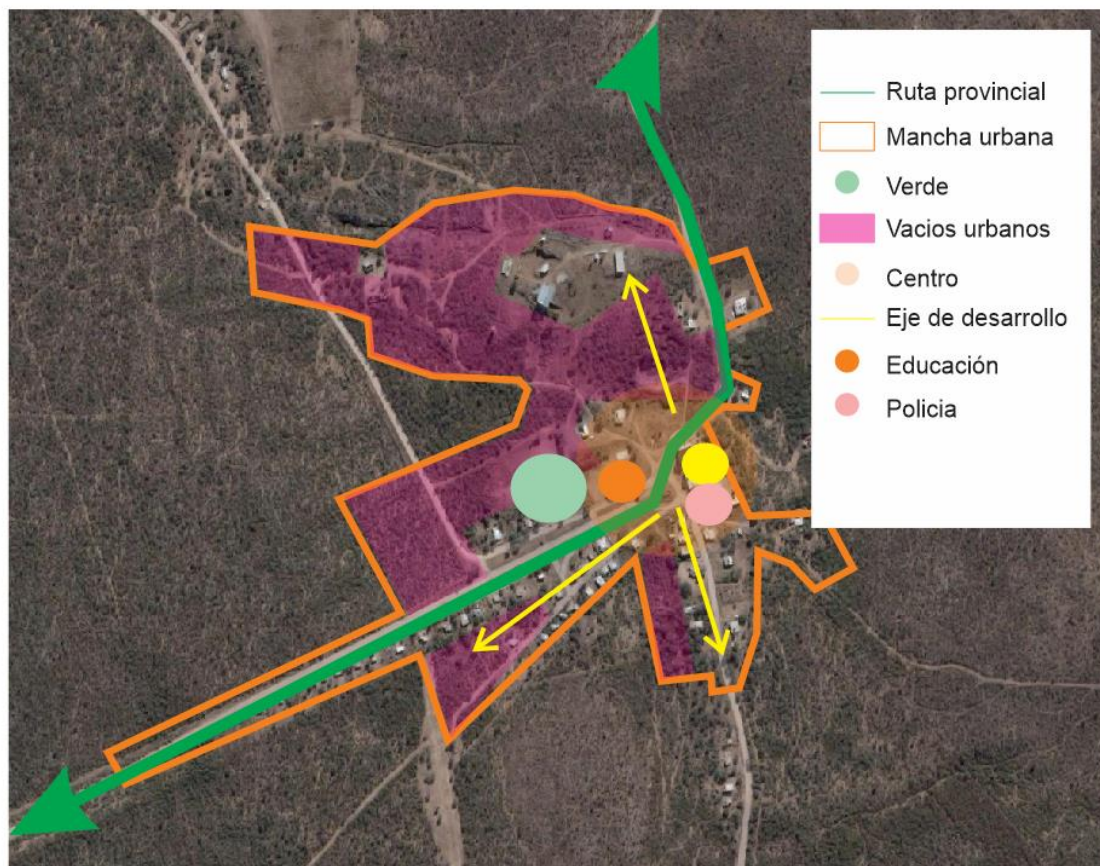 Ruta provincial
Mancha urbana
Verde
Vacios urbanos
Centro
Eje de desarrollo
Educación
Policia